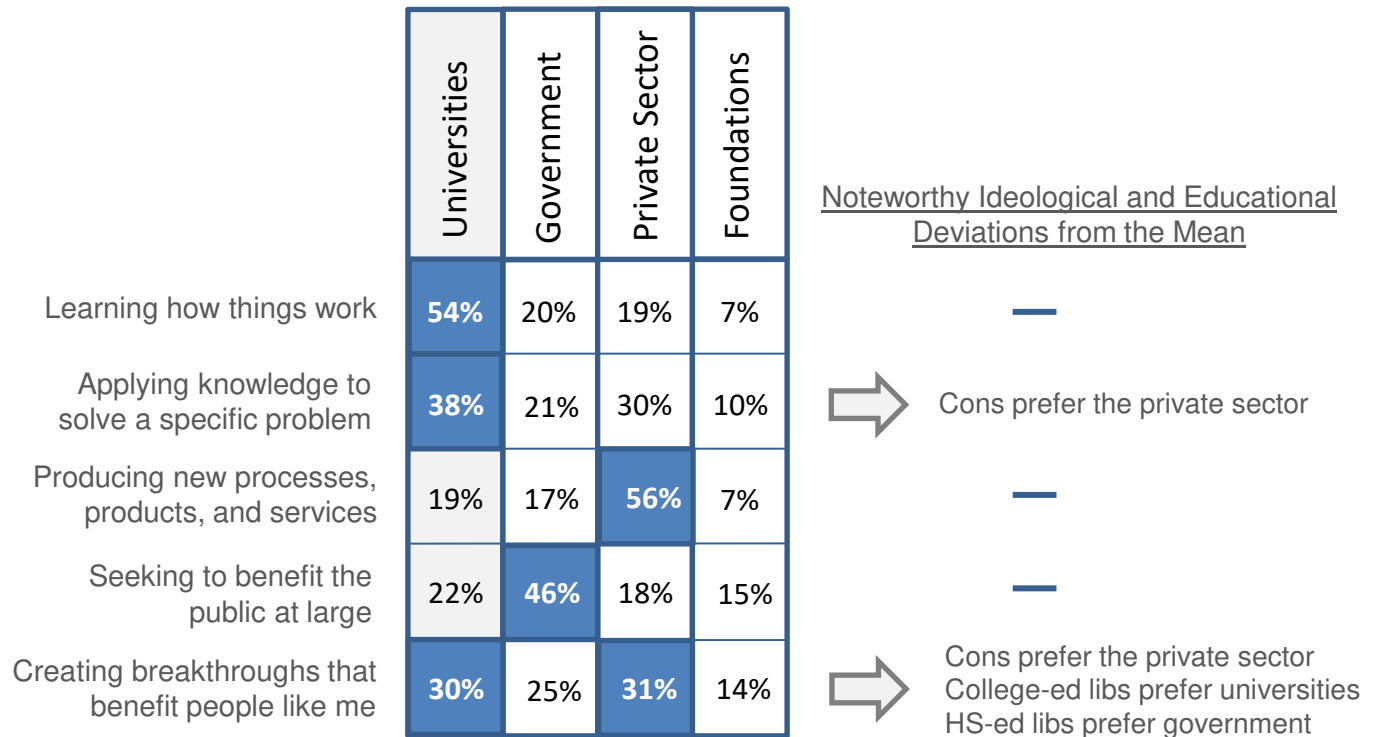 Universities
Government
Private Sector
Foundations
Noteworthy Ideological and Educational
Deviations from the Mean
Learning how things work
54% 20% 19% 7%
—
Applying knowledge to
solve a specific problem
38% 21% 30% 10%
Cons prefer the private sector
Producing new processes,
products, and services
19% 17% 56% 7%
—
Seeking to benefit the
public at large
22% 46% 18% 15%
—
Creating breakthroughs that
benefit people like me
30% 25% 31% 14%
Cons prefer the private sector
College-ed libs prefer universities
HS-ed libs prefer government